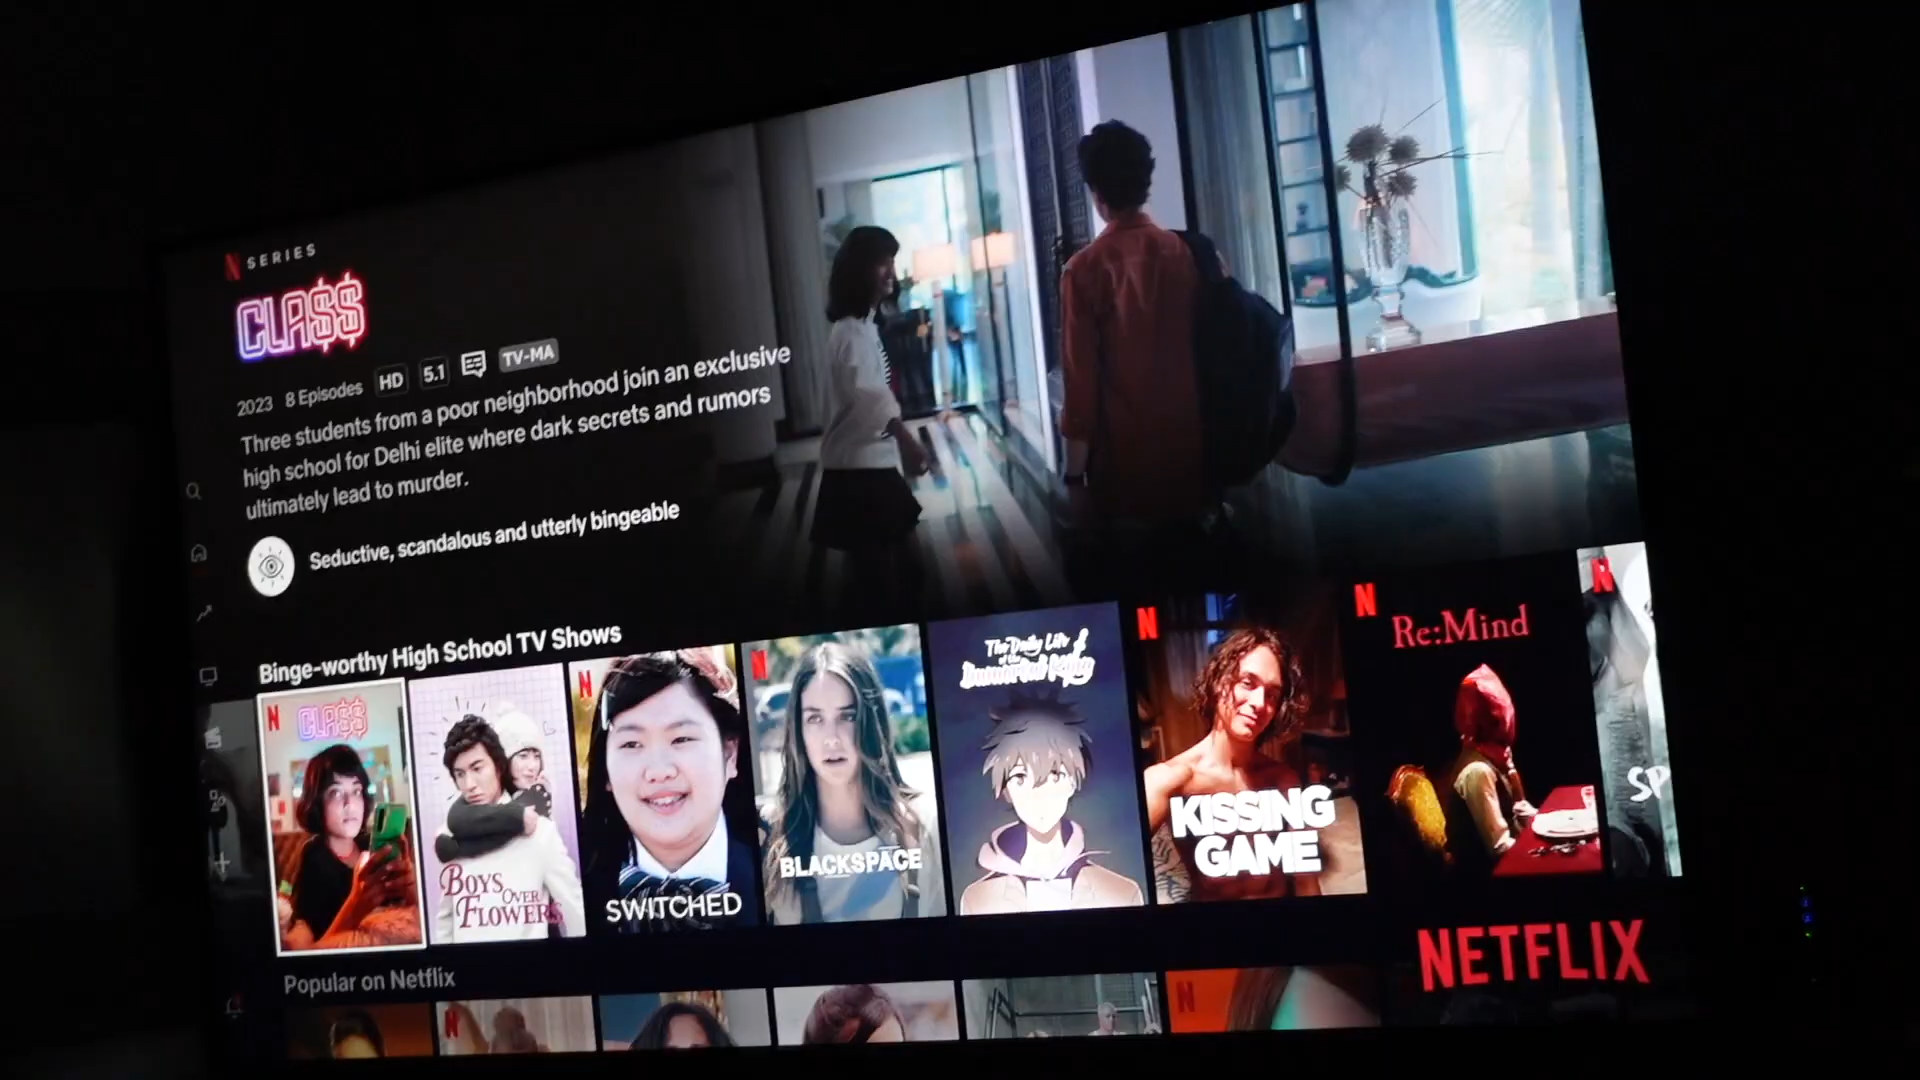 N SERIES
CLA$$
2023 8 Episodes HD 5.1 TV-MA
Three students from a poor neighborhood join an exclusive
high school for Delhi elite where dark secrets and rumors
ultimately lead to murder.
Seductive, scandalous and utterly bingeable
Binge-worthy High School TV Shows
N
CLA$$
BOYS
OVER
FLOWERS
N
SWITCHED
N
BLACKSPACE
The Daily Life
of the
Immortal King
N
KISSING
GAME
N
Re:Mind
N
SP
Popular on Netflix
N
N
NETFLIX